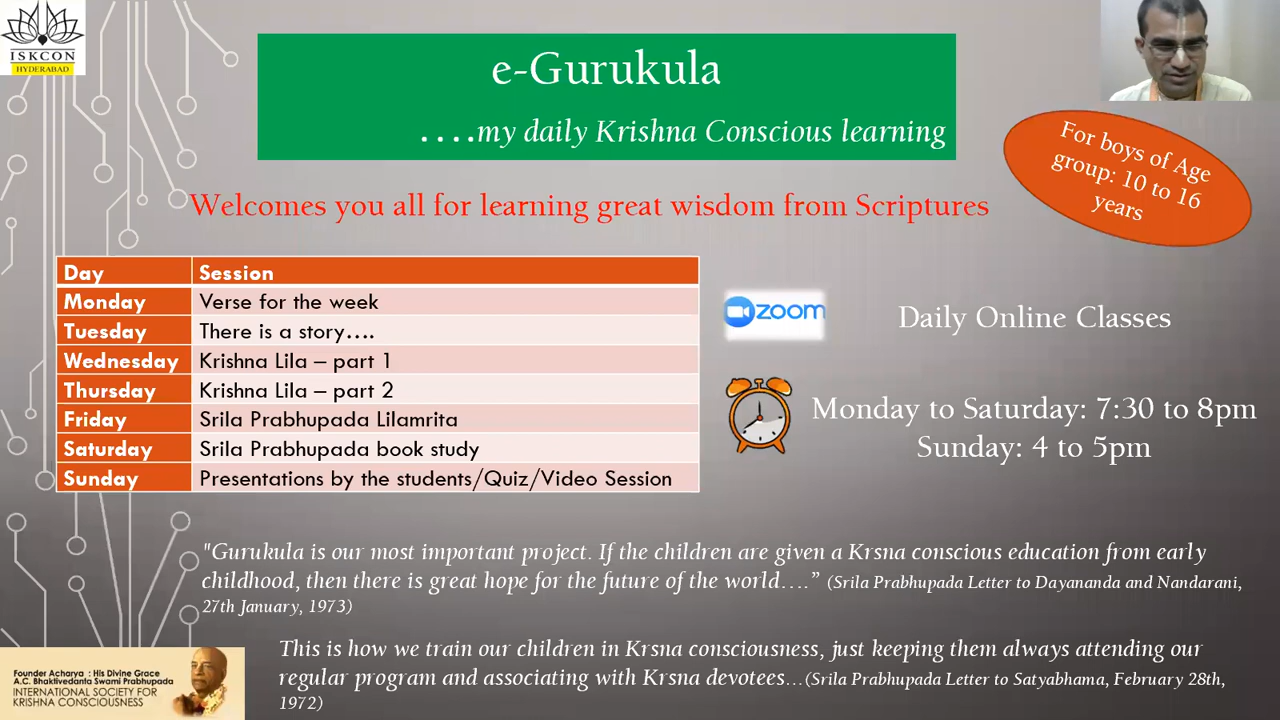 ISKCON
HYDERABAD
e-Gurukula
....my daily Krishna Conscious learning
For boys of Age
group: 10 to 16
years
Welcomes you all for learning great wisdom from Scriptures
Day Session
Monday Verse for the week
Tuesday There is a story....
Wednesday Krishna Lila – part 1
Thursday Krishna Lila – part 2
Friday Srila Prabhupada Lilamrita
Saturday Srila Prabhupada book study
Sunday Presentations by the students/Quiz/Video Session
zoom
Daily Online Classes
Monday to Saturday: 7:30 to 8pm
Sunday: 4 to 5pm
"Gurukula is our most important project. If the children are given a Krsna conscious education from early
childhood, then there is great hope for the future of the world...." (Srila Prabhupada Letter to Dayananda and Nandarani,
27th January, 1973)
This is how we train our children in Krsna consciousness, just keeping them always attending our
regular program and associating with Krsna devotees...(Srila Prabhupada Letter to Satyabhama, February 28th,
1972)
Founder Acharya : His Divine Grace
A.C. Bhaktivedanta Swami Prabhupada
INTERNATIONAL SOCIETY FOR
KRISHNA CONSCIOUSNESS